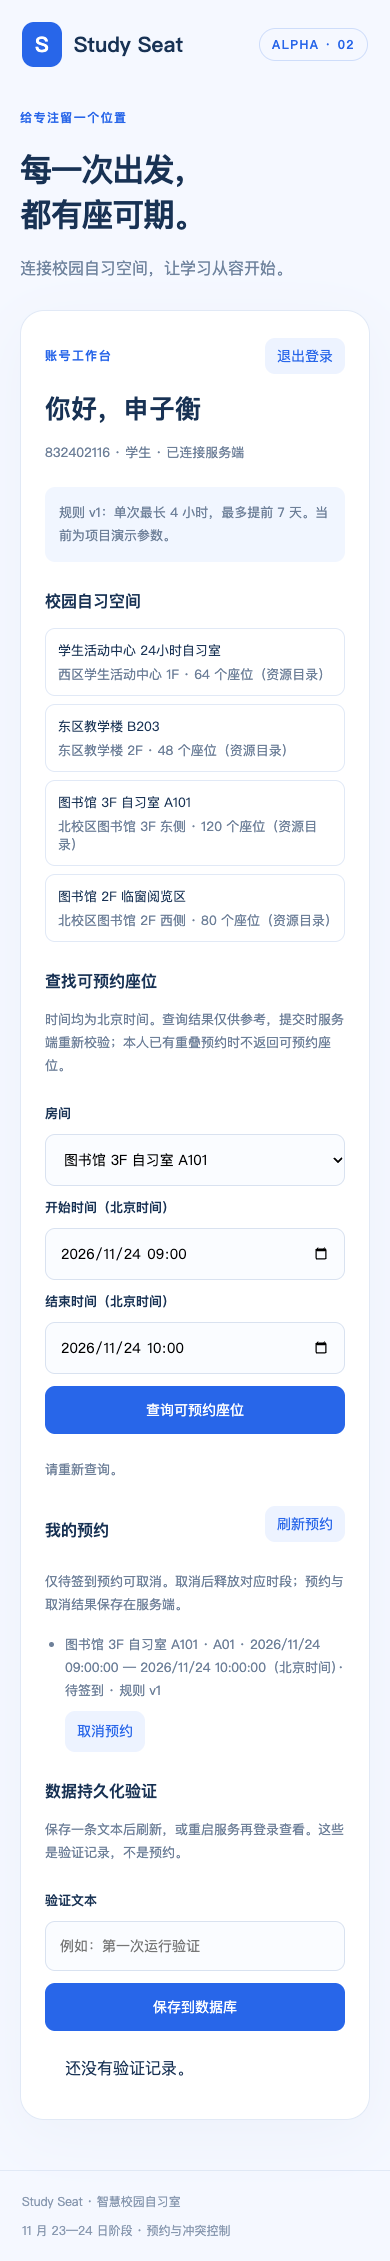 S Study Seat ALPHA · 02
给专注留一个位置
每一次出发，
都有座可期。
连接校园自习空间，让学习从容开始。
账号工作台 退出登录
你好，申子衡
832402116 · 学生 · 已连接服务端
规则 v1：单次最长 4 小时，最多提前 7 天。当
前为项目演示参数。
校园自习空间
学生活动中心 24小时自习室
西区学生活动中心 1F · 64 个座位（资源目录）
东区教学楼 B203
东区教学楼 2F · 48 个座位（资源目录）
图书馆 3F 自习室 A101
北校区图书馆 3F 东侧 · 120 个座位（资源目
录）
图书馆 2F 临窗阅览区
北校区图书馆 2F 西侧 · 80 个座位（资源目录）
查找可预约座位
时间均为北京时间。查询结果仅供参考，提交时服务
端重新校验；本人已有重叠预约时不返回可预约座
位。
房间
图书馆 3F 自习室 A101
开始时间（北京时间）
2026/11/24 09:00
结束时间（北京时间）
2026/11/24 10:00
查询可预约座位
请重新查询。
我的预约 刷新预约
仅待签到预约可取消。取消后释放对应时段；预约与
取消结果保存在服务端。
• 图书馆 3F 自习室 A101 · A01 · 2026/11/24
09:00:00 — 2026/11/24 10:00:00（北京时间）·
待签到 · 规则 v1
取消预约
数据持久化验证
保存一条文本后刷新，或重启服务再登录查看。这些
是验证记录，不是预约。
验证文本
例如：第一次运行验证
保存到数据库
还没有验证记录。
Study Seat · 智慧校园自习室
11 月 23—24 日阶段 · 预约与冲突控制